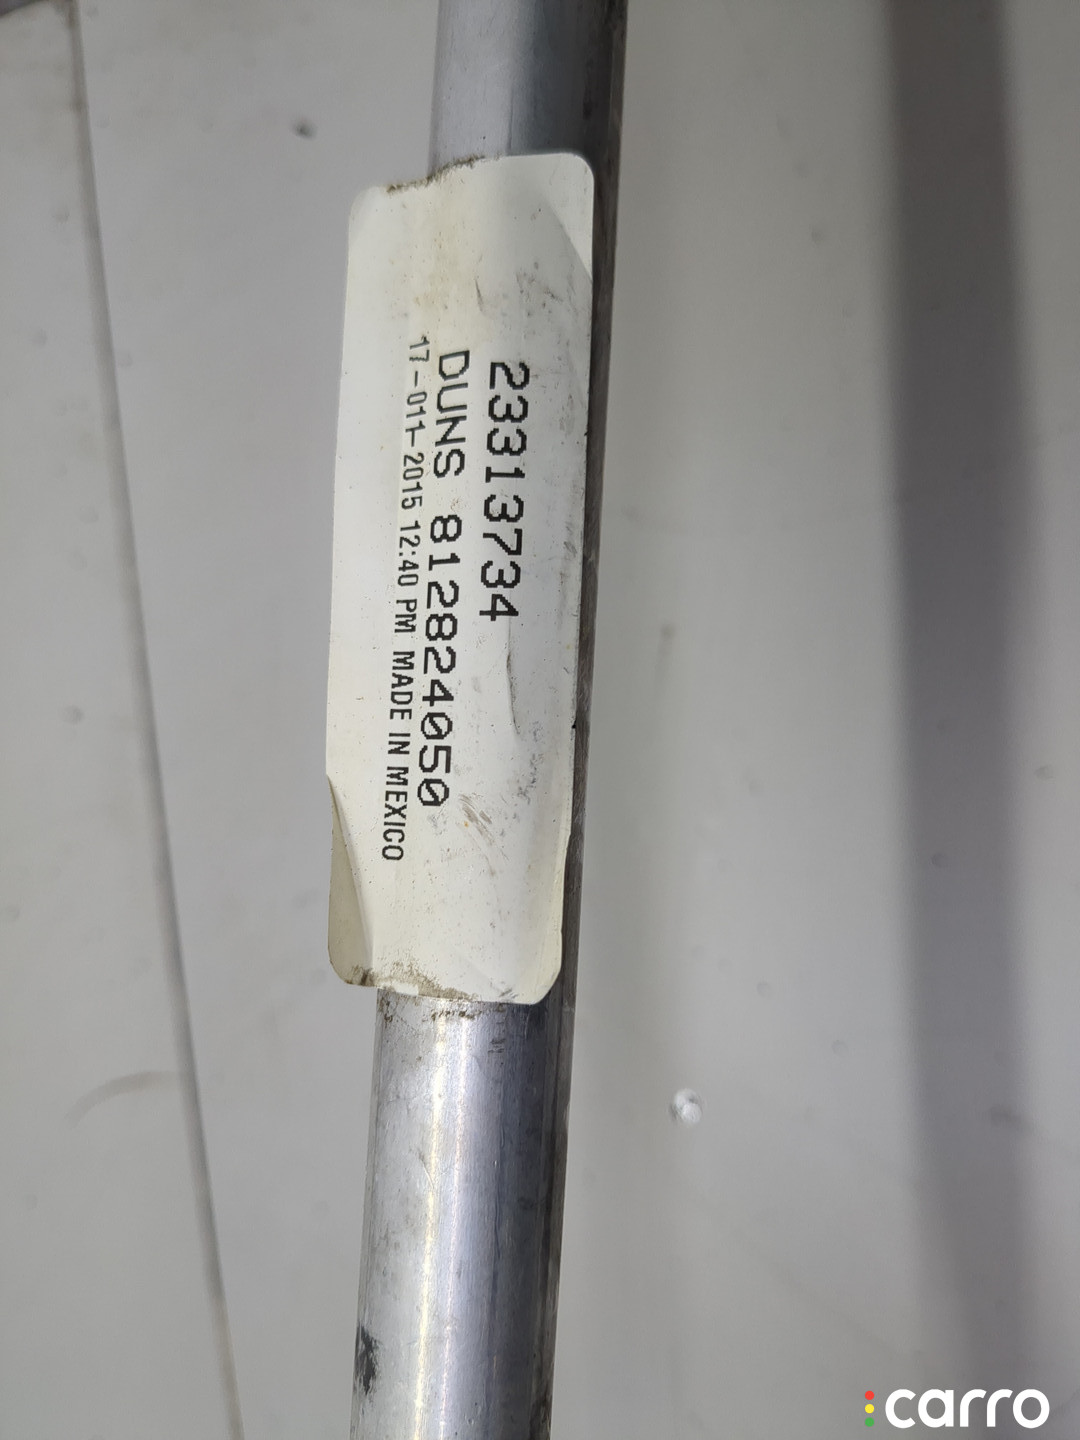 23313734
DUNS 812824050
17-011-2015 12:40 PM MADE IN MEXICO
carro